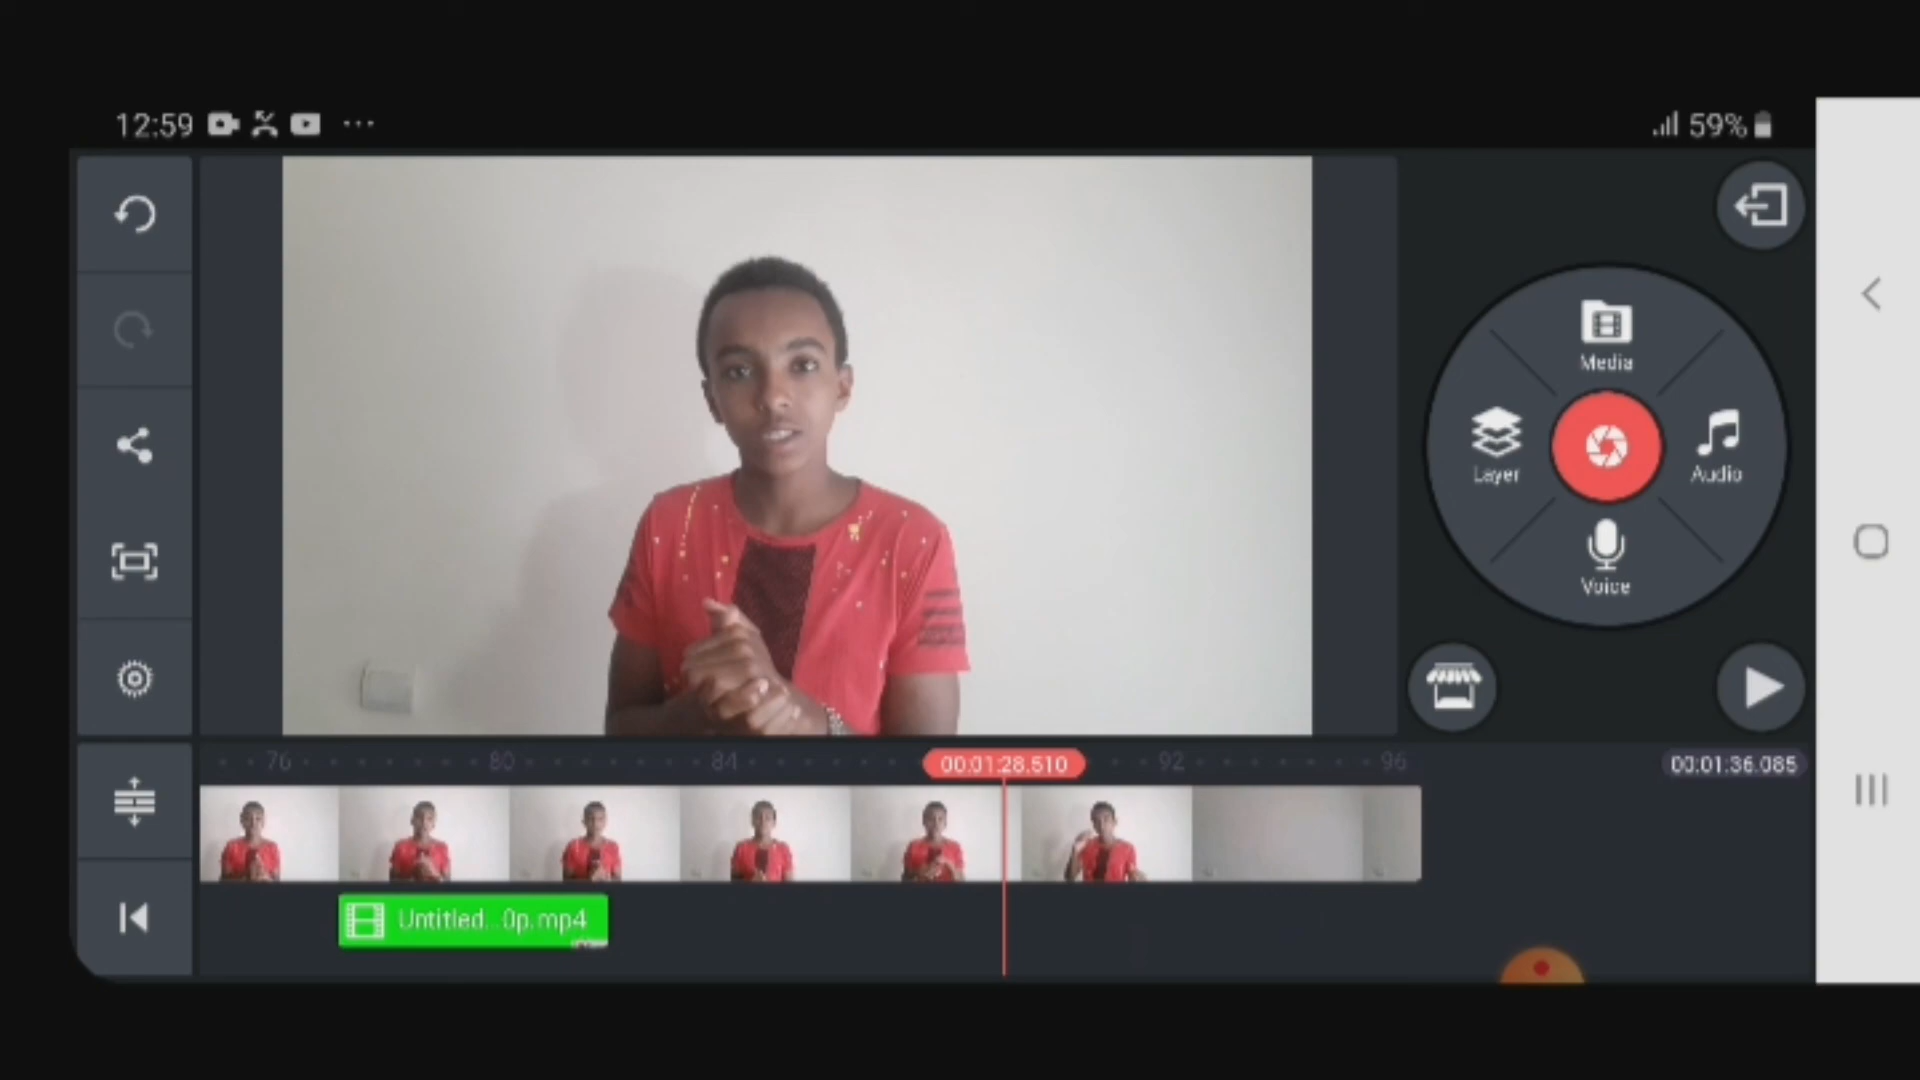 12:59
59%
Media
Layer
Audio
Voice
76 80 84 00:01:28.510 92 96 00:01:36.085
Untitled...0p.mp4